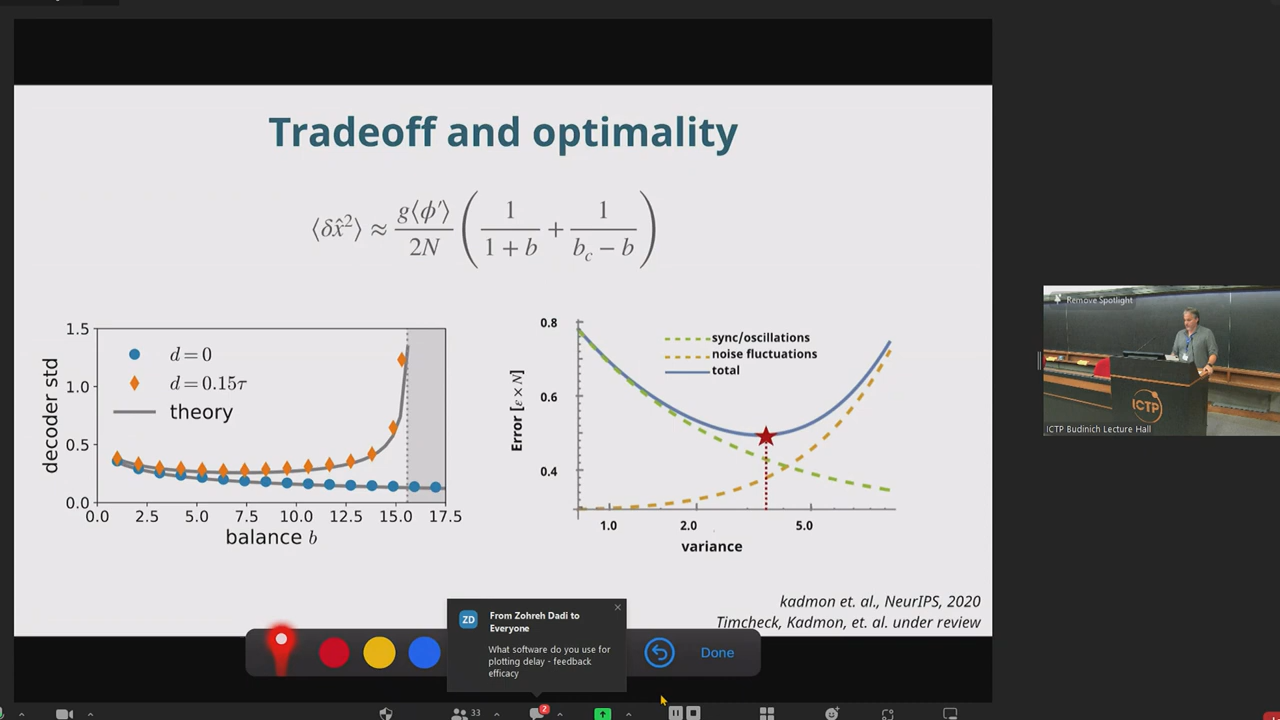 Tradeoff and optimality
⟨δx̂²⟩ ≈ g⟨ϕ′⟩/2N (1/(1 + b) + 1/(b_c − b))
decoder std
1.5
1.0
0.5
0.0
d = 0
d = 0.15τ
theory
0.0 2.5 5.0 7.5 10.0 12.5 15.0 17.5
balance b
Error [ε × N]
0.8
0.6
0.4
sync/oscillations
noise fluctuations
total
1.0 2.0 5.0
variance
kadmon et. al., NeurIPS, 2020
Timcheck, Kadmon, et. al. under review
Remove Spotlight
ICTP
ICTP Budinich Lecture Hall
ZD
From Zohreh Dadi to
Everyone
What software do you use for
plotting delay - feedback
efficacy
Done
33
2